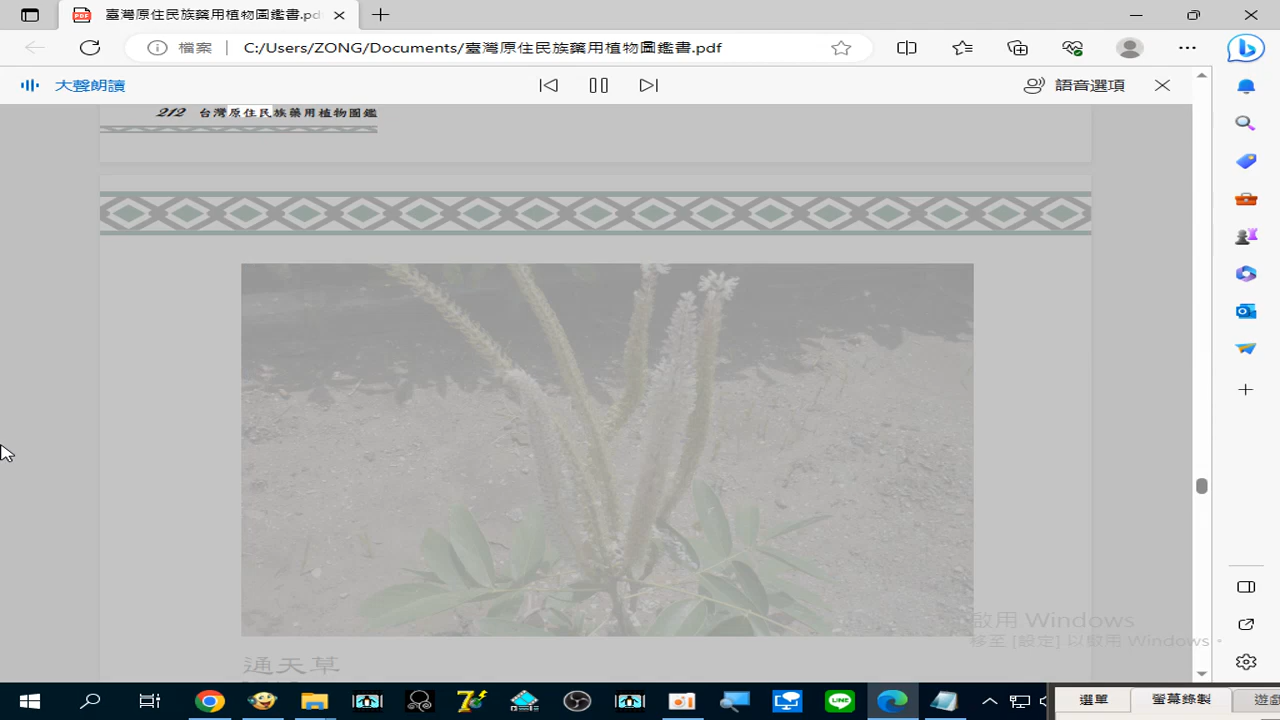 臺灣原住民族藥用植物圖鑑書.pd
檔案
C:/Users/ZONG/Documents/臺灣原住民族藥用植物圖鑑書.pdf
大聲朗讀
語音選項
212 台灣原住民族藥用植物圖鑑
通天草
啟用 Windows
移至 [設定] 以啟用 Windows。
選單
螢幕錄製